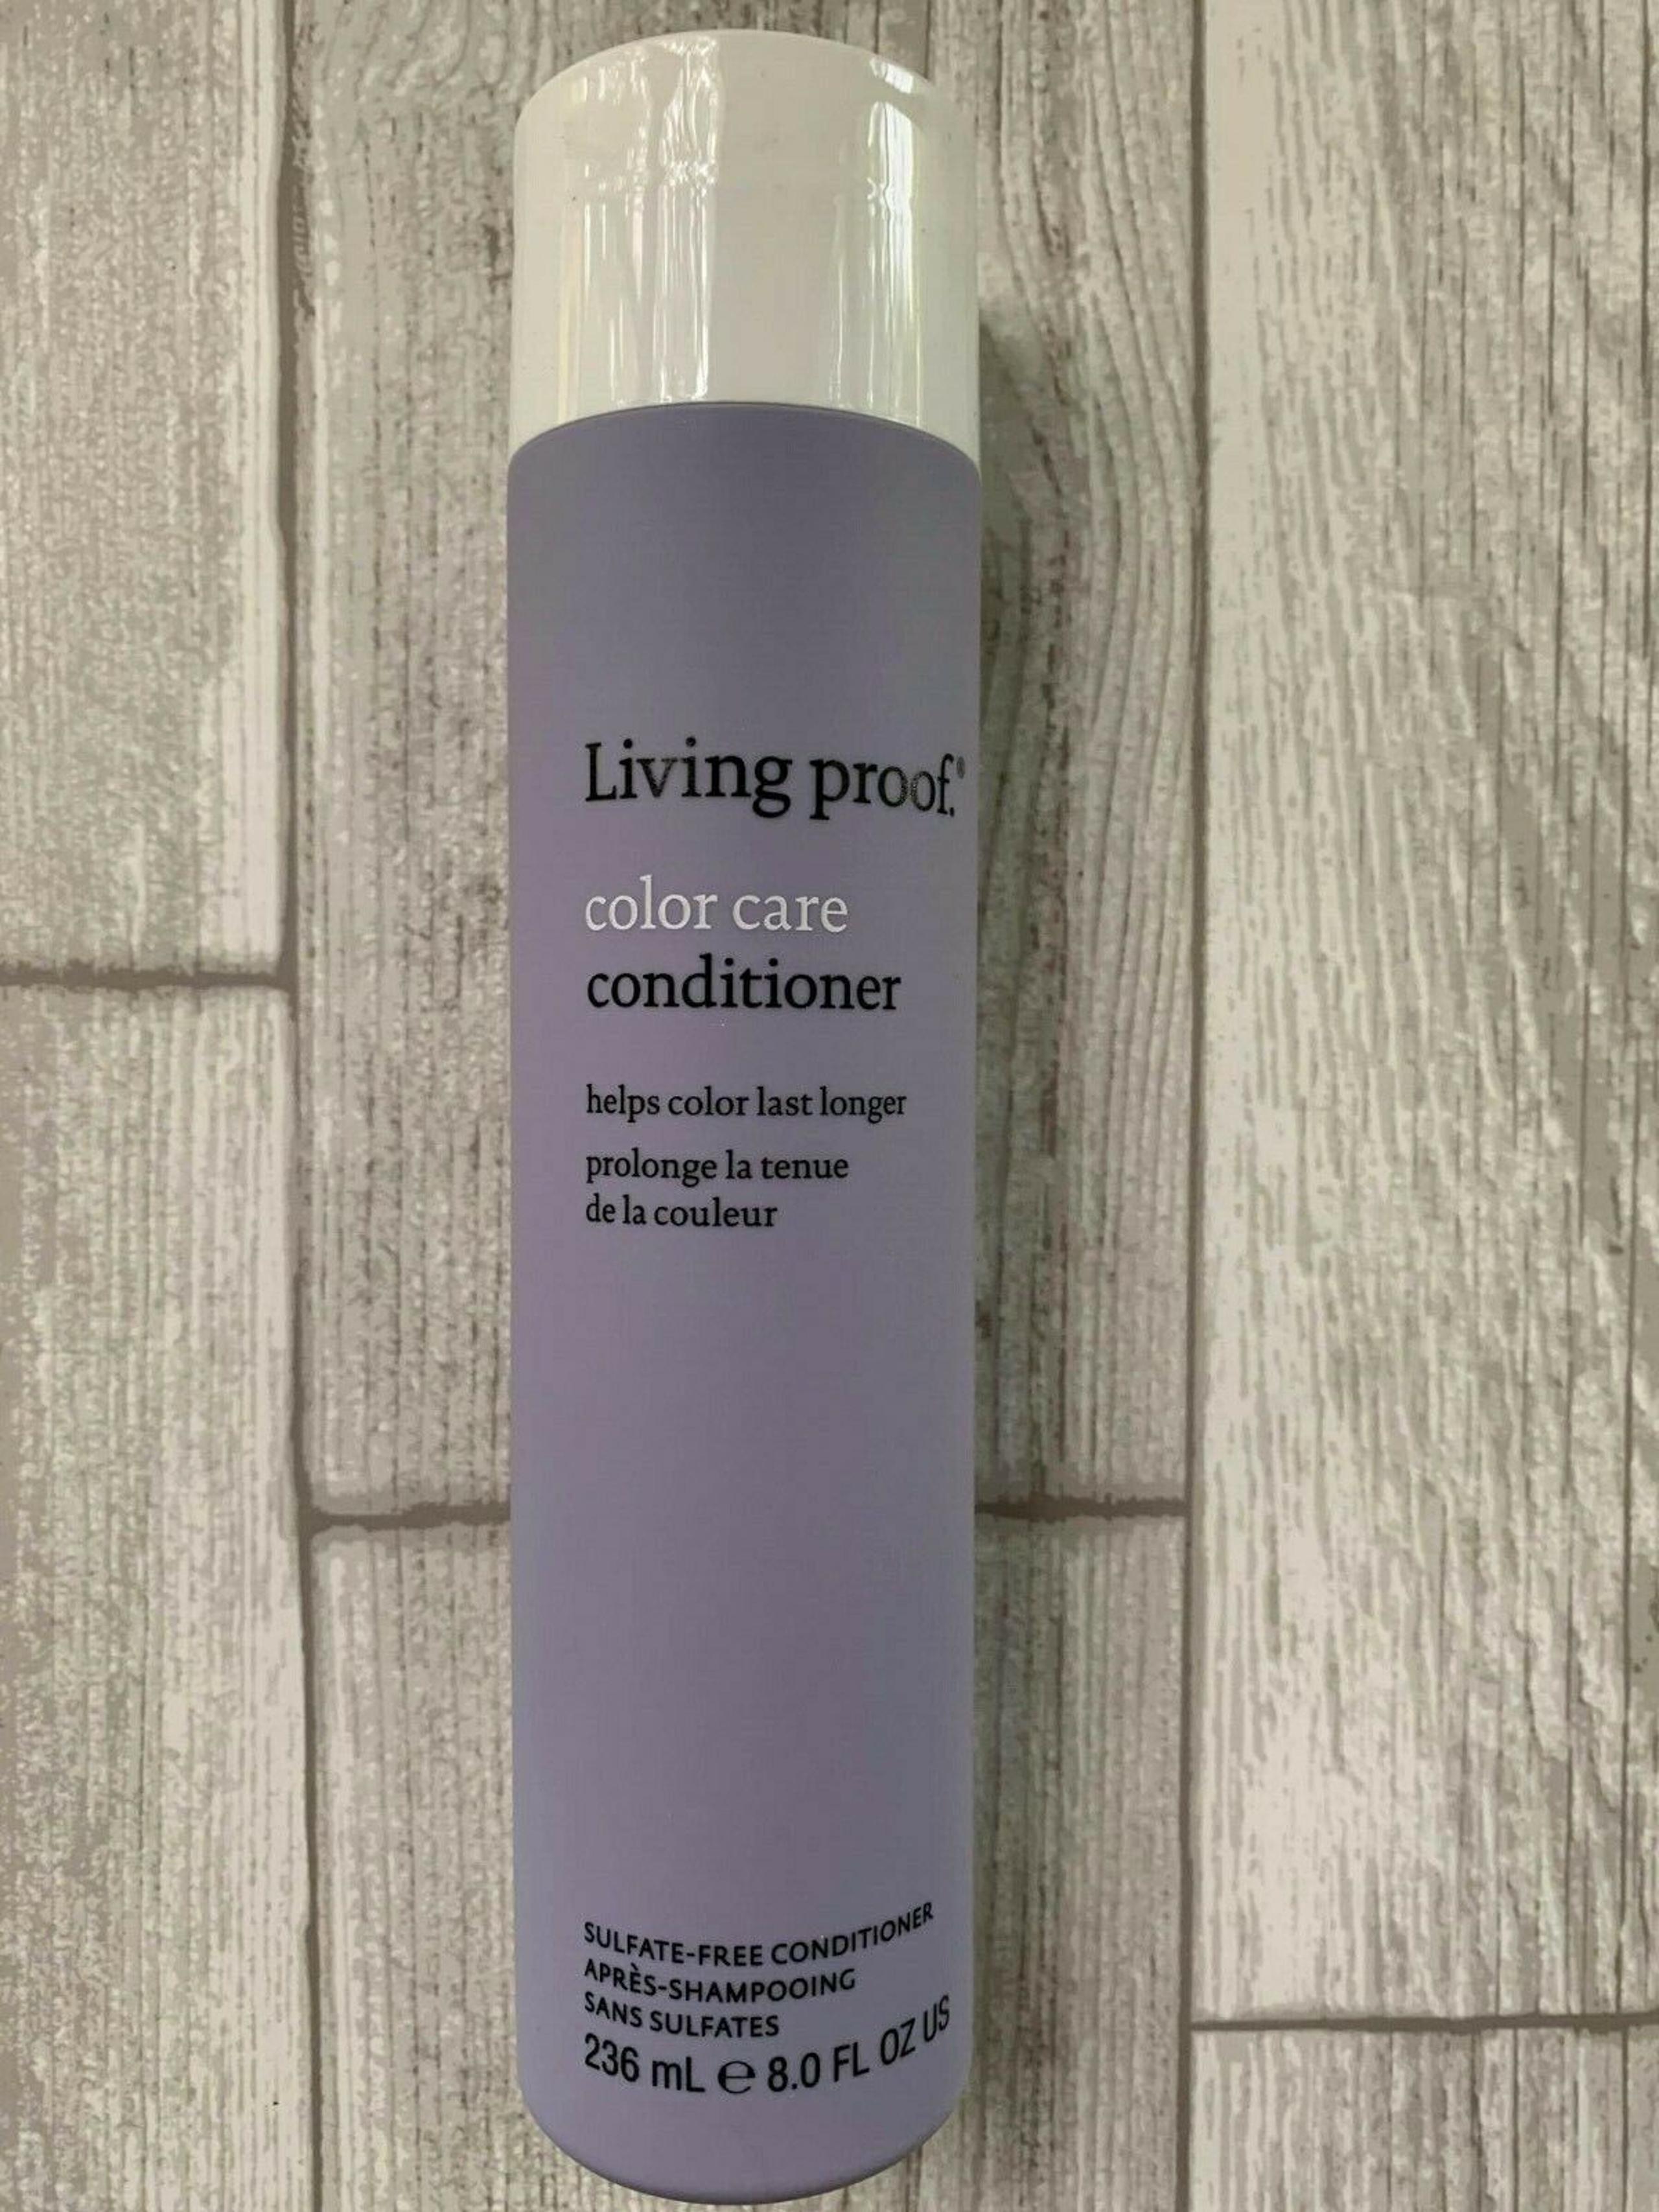 Living proof.®
color care
conditioner
helps color last longer
prolonge la tenue
de la couleur
SULFATE-FREE CONDITIONER
APRÈS-SHAMPOOING
SANS SULFATES
236 mL ℮ 8.0 FL OZ US